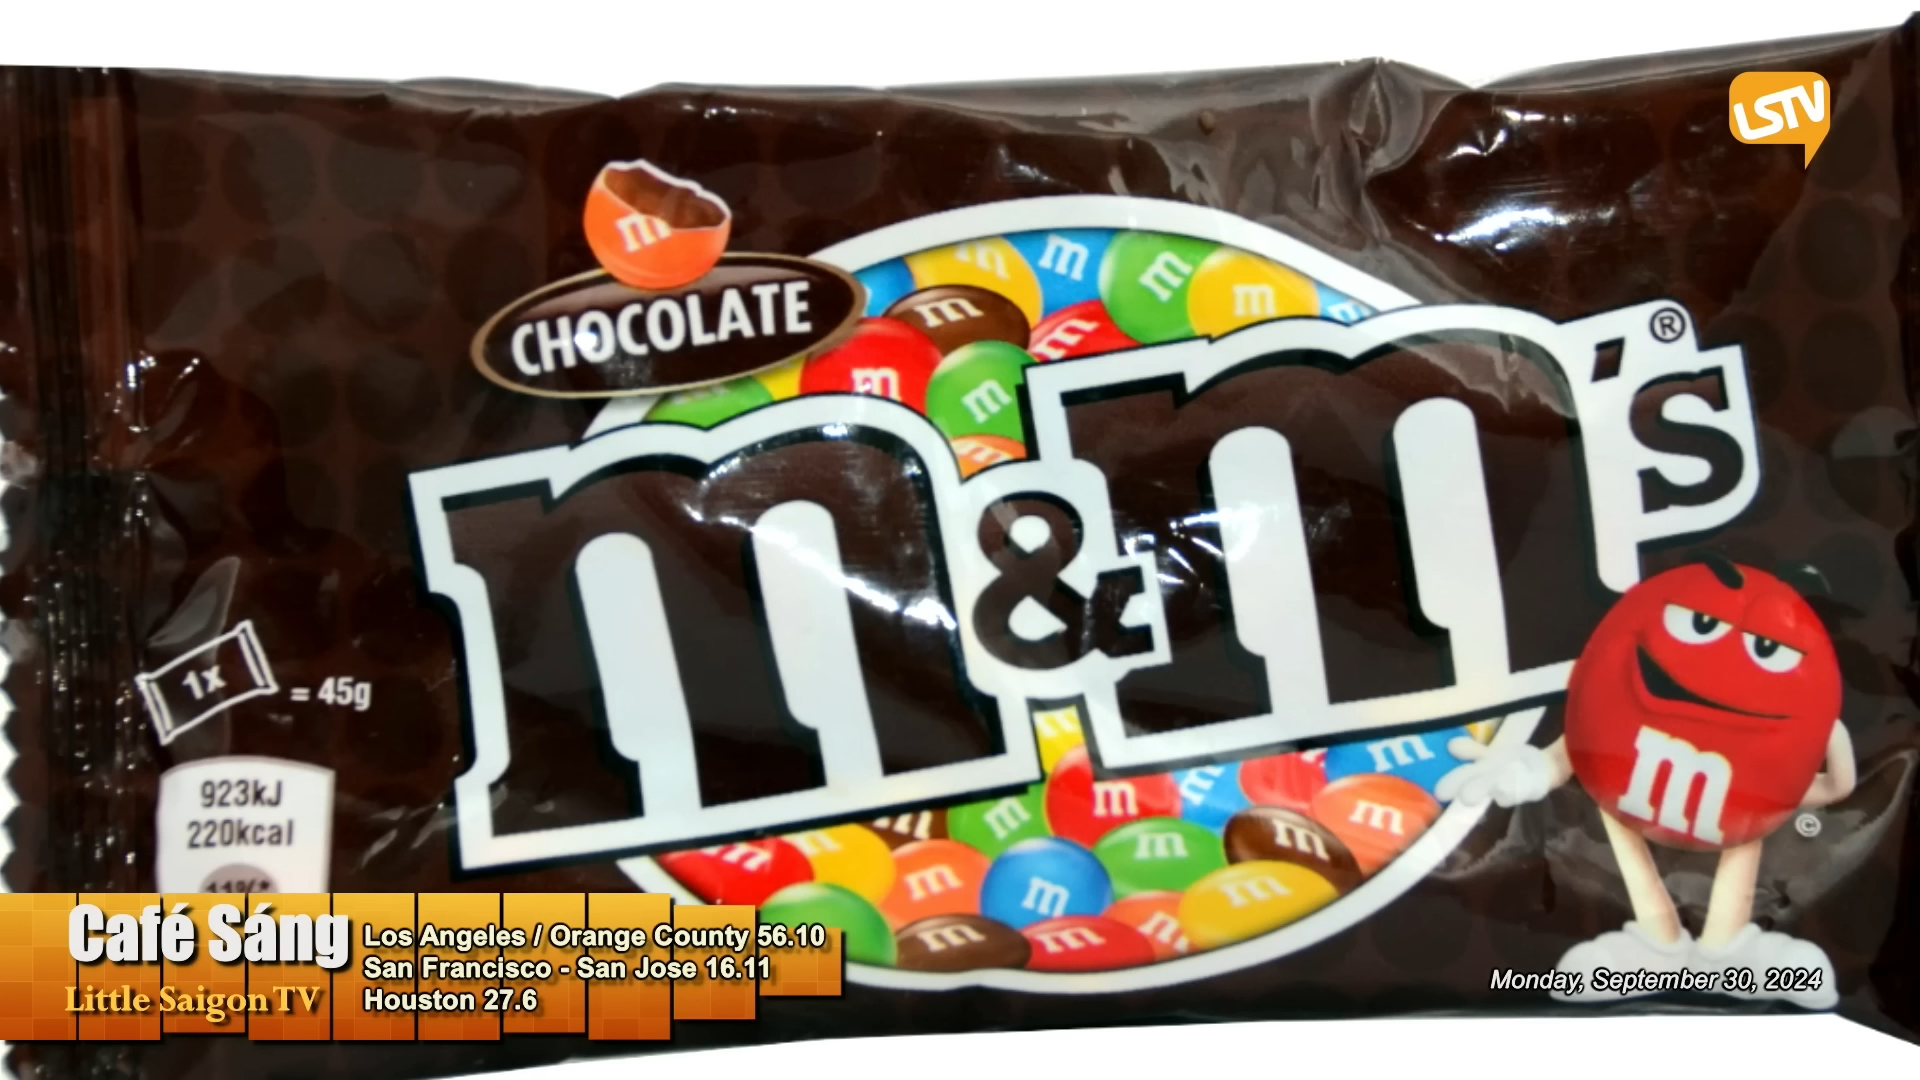 LSTV
CHOCOLATE
m&m's®
1x = 45g
923kJ
220kcal
11%*
m
©
Café Sáng
Little Saigon TV
Los Angeles / Orange County 56.10
San Francisco - San Jose 16.11
Houston 27.6
Monday, September 30, 2024